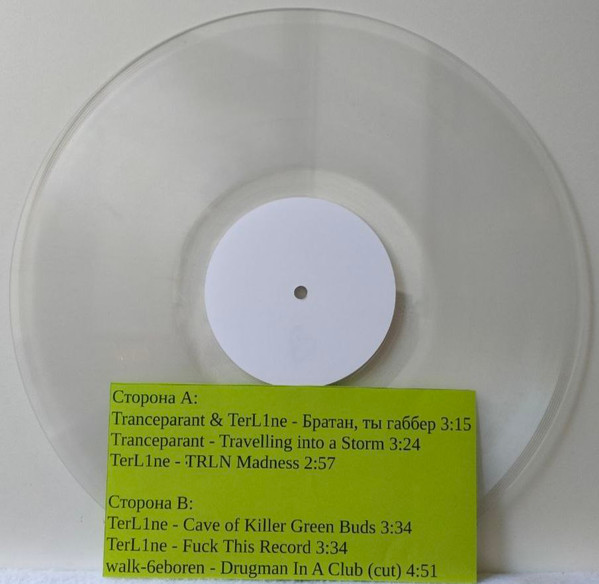 Сторона А:
Tranceparant & TerL1ne - Братан, ты габбер 3:15
Tranceparant - Travelling into a Storm 3:24
TerL1ne - TRLN Madness 2:57
Сторона В:
TerL1ne - Cave of Killer Green Buds 3:34
TerL1ne - Fuck This Record 3:34
walk-6eboren - Drugman In A Club (cut) 4:51